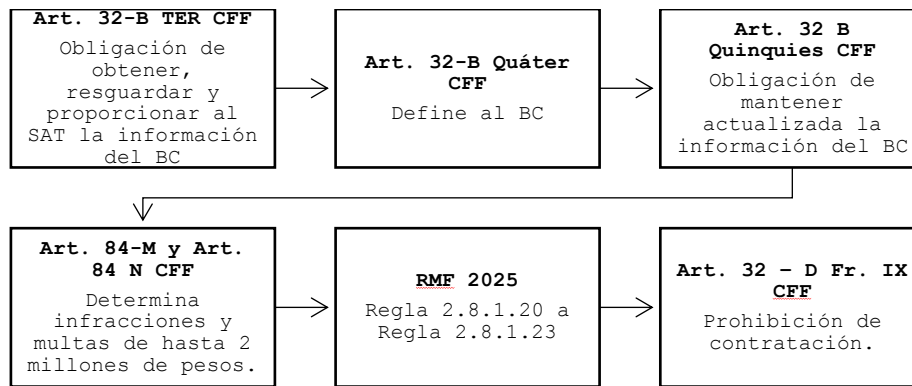 Art. 32-B TER CFF
Obligación de
obtener,
resguardar y
proporcionar al
SAT la información
del BC
Art. 32-B Quáter
CFF
Define al BC
Art. 32 B
Quinquies CFF
Obligación de
mantener
actualizada la
información del BC
Art. 84-M y Art.
84 N CFF
Determina
infracciones y
multas de hasta 2
millones de pesos.
RMF 2025
Regla 2.8.1.20 a
Regla 2.8.1.23
Art. 32 – D Fr. IX
CFF
Prohibición de
contratación.